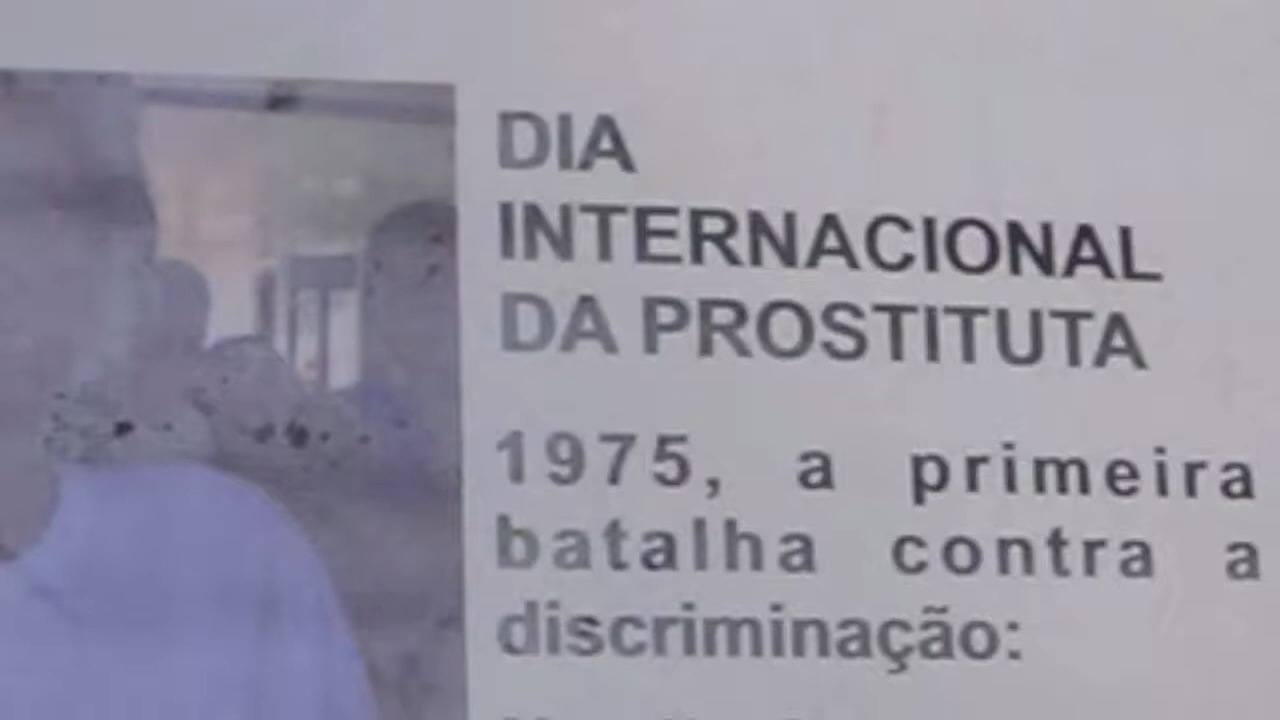 DIA
INTERNACIONAL
DA PROSTITUTA
1975, a primeira
batalha contra a
discriminação: